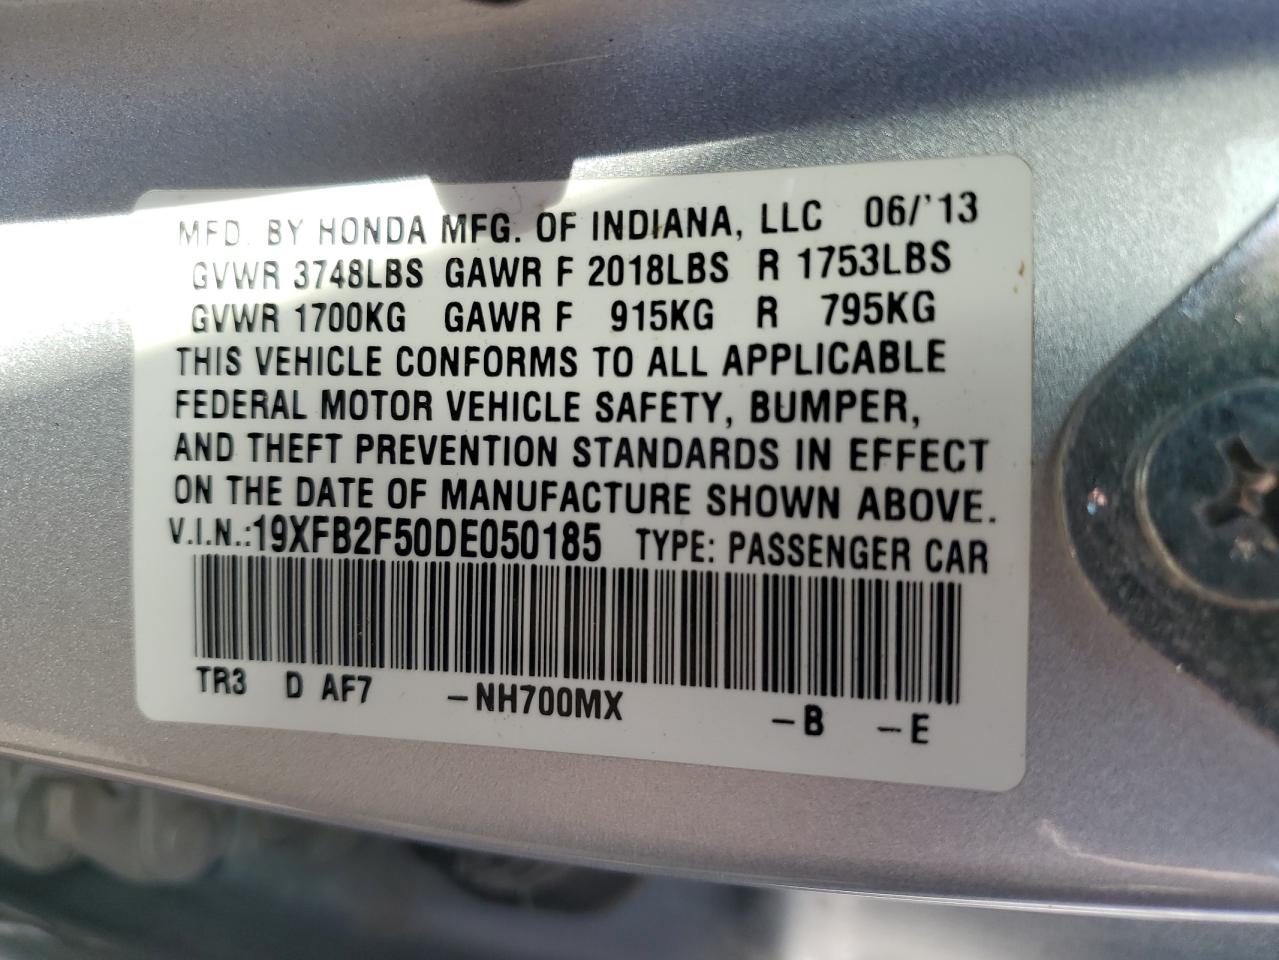 MFD. BY HONDA MFG. OF INDIANA, LLC 06/'13
GVWR 3748LBS GAWR F 2018LBS R 1753LBS
GVWR 1700KG GAWR F 915KG R 795KG
THIS VEHICLE CONFORMS TO ALL APPLICABLE
FEDERAL MOTOR VEHICLE SAFETY, BUMPER,
AND THEFT PREVENTION STANDARDS IN EFFECT
ON THE DATE OF MANUFACTURE SHOWN ABOVE.
V.I.N.:19XFB2F50DE050185 TYPE: PASSENGER CAR
TR3 D AF7 -NH700MX -B -E